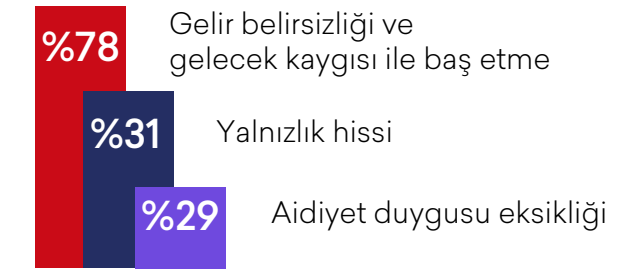 %78
Gelir belirsizliği ve
gelecek kaygısı ile baş etme
%31
Yalnızlık hissi
%29
Aidiyet duygusu eksikliği